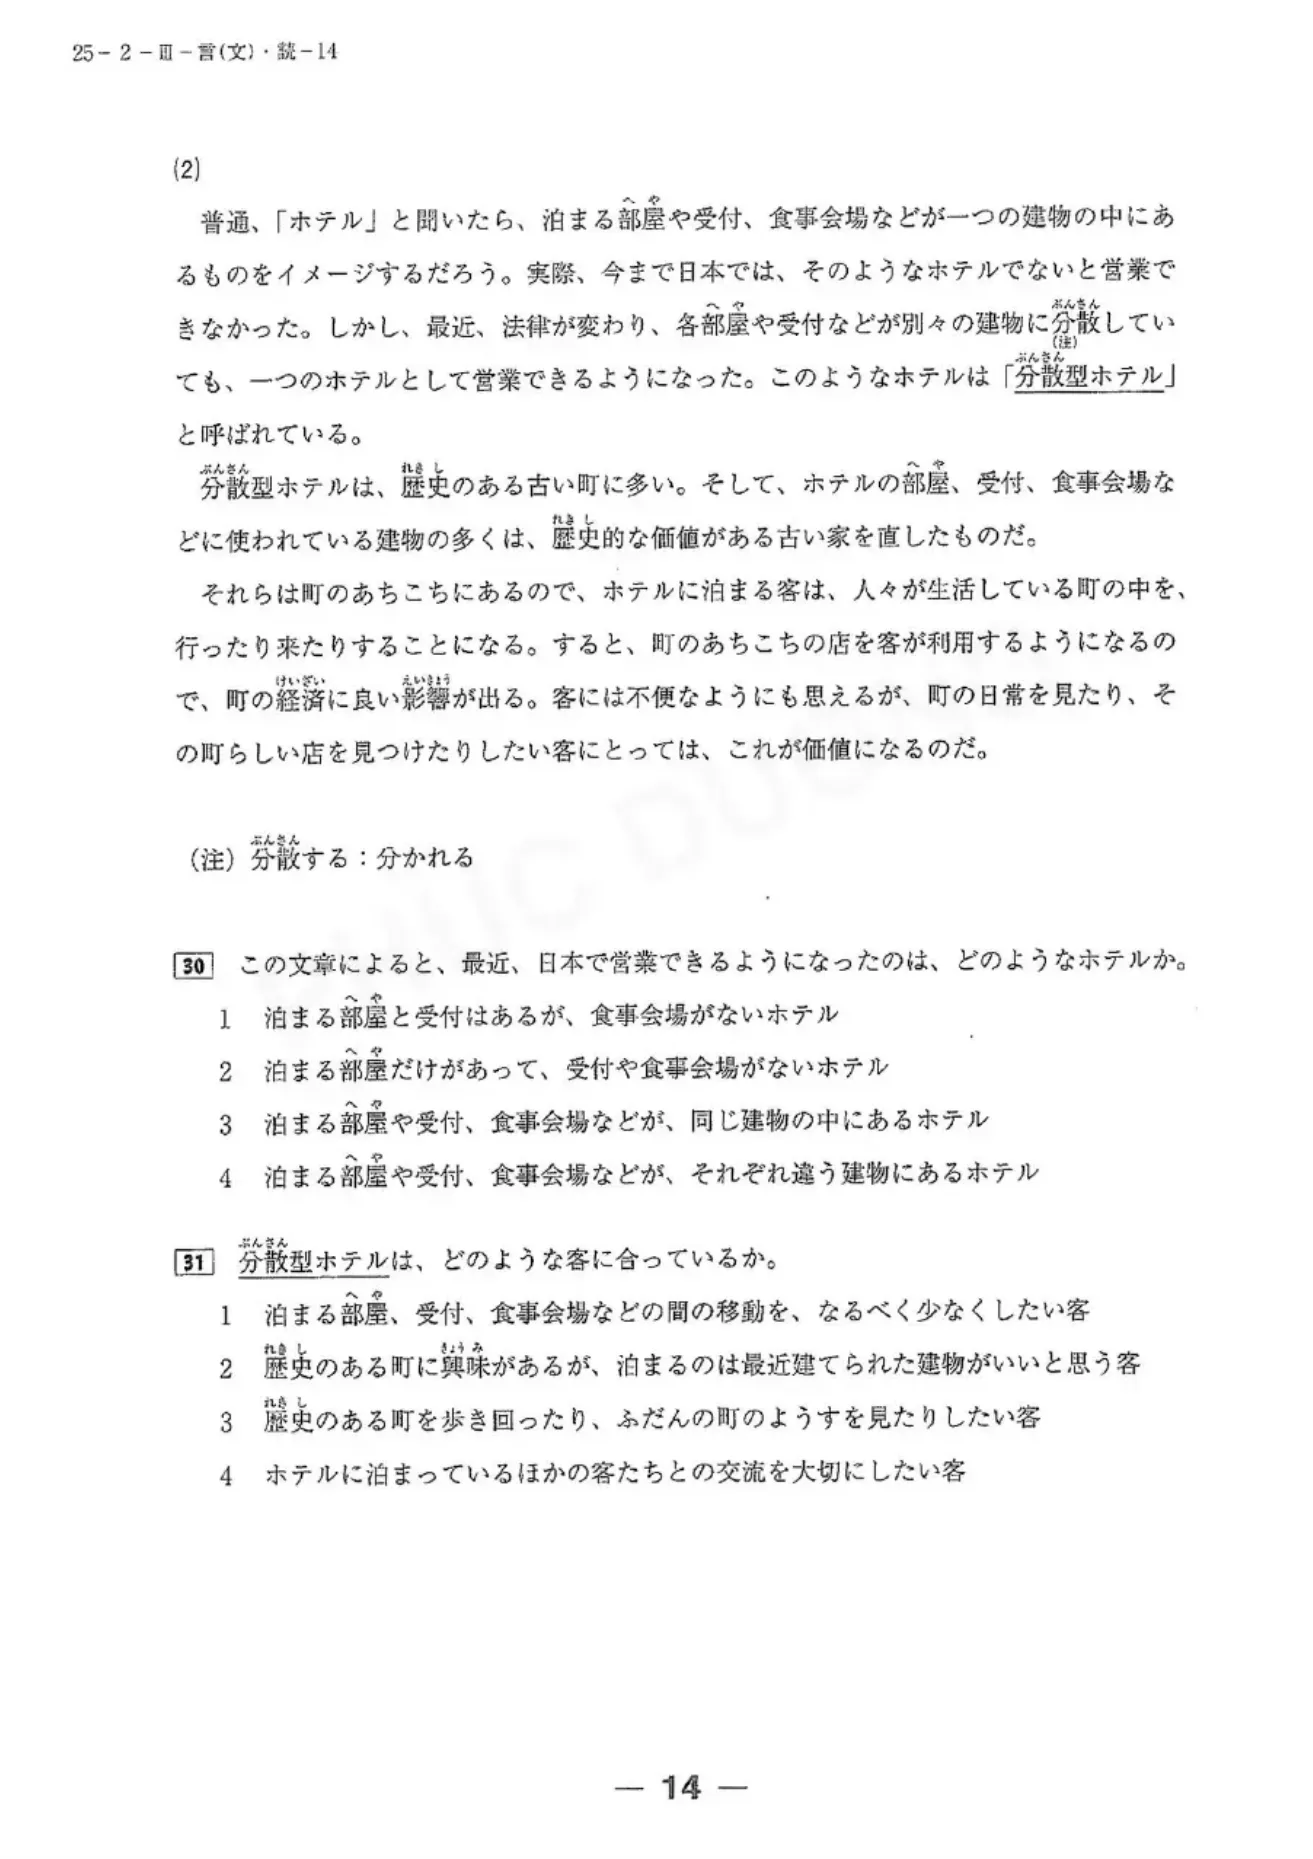 25－2－Ⅲ－言(文)・読－14
(2)
普通、「ホテル」と聞いたら、泊まる部屋や受付、食事会場などが一つの建物の中にあ
るものをイメージするだろう。実際、今まで日本では、そのようなホテルでないと営業で
きなかった。しかし、最近、法律が変わり、各部屋や受付などが別々の建物に分散してい
ても、一つのホテルとして営業できるようになった。このようなホテルは「分散型ホテル」
と呼ばれている。
分散型ホテルは、歴史のある古い町に多い。そして、ホテルの部屋、受付、食事会場な
どに使われている建物の多くは、歴史的な価値がある古い家を直したものだ。
それらは町のあちこちにあるので、ホテルに泊まる客は、人々が生活している町の中を、
行ったり来たりすることになる。すると、町のあちこちの店を客が利用するようになるの
で、町の経済に良い影響が出る。客には不便なようにも思えるが、町の日常を見たり、そ
の町らしい店を見つけたりしたい客にとっては、これが価値になるのだ。
（注）分散する：分かれる
30 この文章によると、最近、日本で営業できるようになったのは、どのようなホテルか。
1 泊まる部屋と受付はあるが、食事会場がないホテル
2 泊まる部屋だけがあって、受付や食事会場がないホテル
3 泊まる部屋や受付、食事会場などが、同じ建物の中にあるホテル
4 泊まる部屋や受付、食事会場などが、それぞれ違う建物にあるホテル
31 分散型ホテルは、どのような客に合っているか。
1 泊まる部屋、受付、食事会場などの間の移動を、なるべく少なくしたい客
2 歴史のある町に興味があるが、泊まるのは最近建てられた建物がいいと思う客
3 歴史のある町を歩き回ったり、ふだんの町のようすを見たりしたい客
4 ホテルに泊まっているほかの客たちとの交流を大切にしたい客
— 14 —